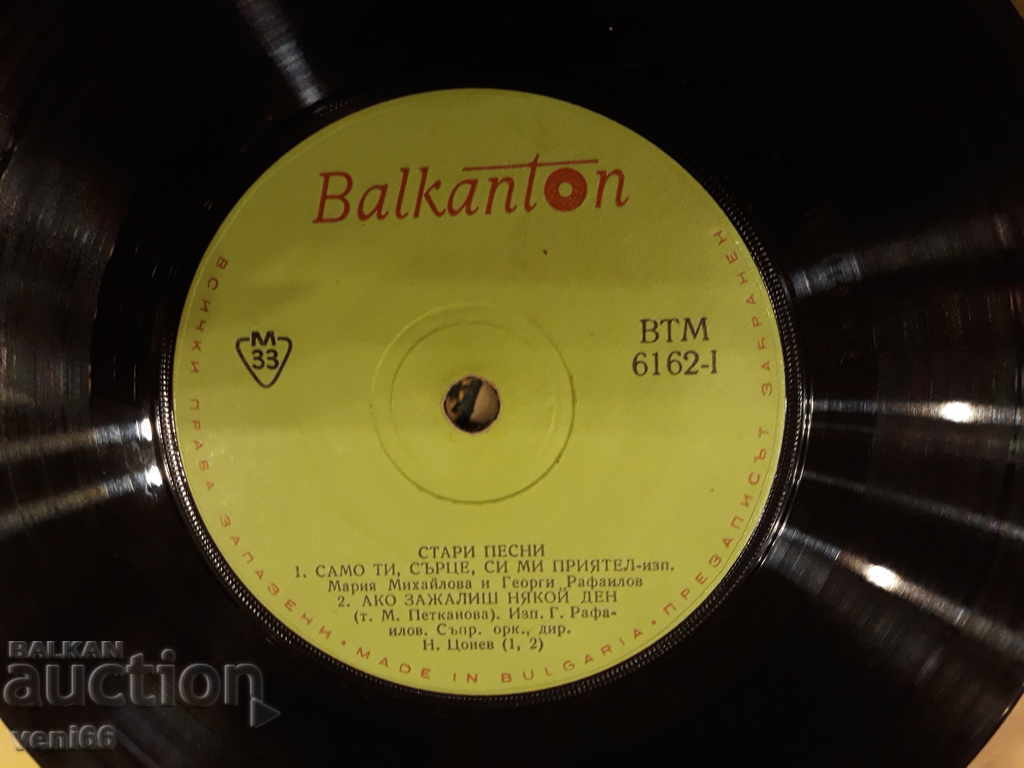 Balkanton
М
33
ВТМ
6162-I
СТАРИ ПЕСНИ
1. САМО ТИ, СЪРЦЕ, СИ МИ ПРИЯТЕЛ-изп.
Мария Михайлова и Георги Рафаилов
2. АКО ЗАЖАЛИШ НЯКОЙ ДЕН
(т. М. Петканова). Изп. Г. Рафа-
илов. Съпр. орк., дир.
Н. Цонев (1, 2)
ВСИЧКИ ПРАВА ЗАПАЗЕНИ • MADE IN BULGARIA • ПРЕЗАПИСЪТ ЗАБРАНЕН
BALKAN
auction
yeni66